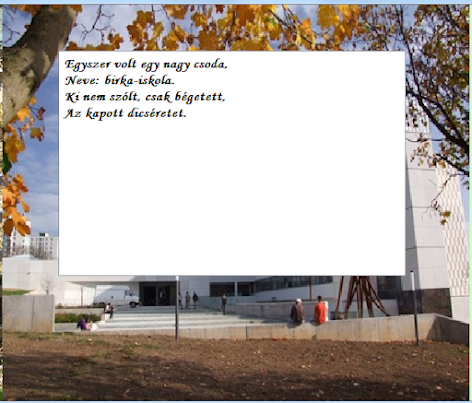 Egyszer volt egy nagy csoda,
Neve: birka-iskola.
Ki nem szólt, csak bégetett,
Az kapott dicséretet.